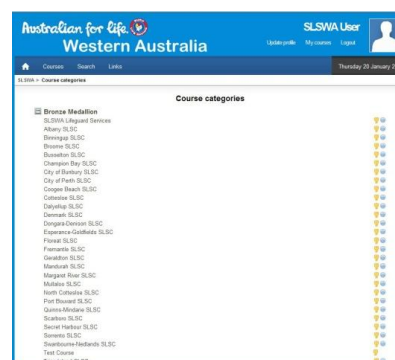 Australian for life.
Western Australia
SLSWA User
Update profile My courses Logout
Courses Search Links
Thursday 28 January 2
SLSWA > Course categories
Course categories
Bronze Medallion
SLSWA Lifeguard Services
Albany SLSC
Binningup SLSC
Broome SLSC
Busselton SLSC
Champion Bay SLSC
City of Bunbury SLSC
City of Perth SLSC
Coogee Beach SLSC
Cottesloe SLSC
Dalyellup SLSC
Denmark SLSC
Dongara-Denison SLSC
Esperance-Goldfields SLSC
Floreat SLSC
Fremantle SLSC
Geraldton SLSC
Mandurah SLSC
Margaret River SLSC
Mullaloo SLSC
North Cottesloe SLSC
Port Bouvard SLSC
Quinns-Mindarie SLSC
Scarboro SLSC
Secret Harbour SLSC
Sorrento SLSC
Swanbourne-Nedlands SLSC
Test Course